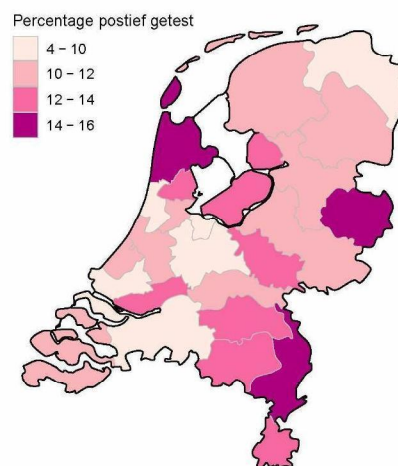 Percentage postief getest
4 – 10
10 – 12
12 – 14
14 – 16